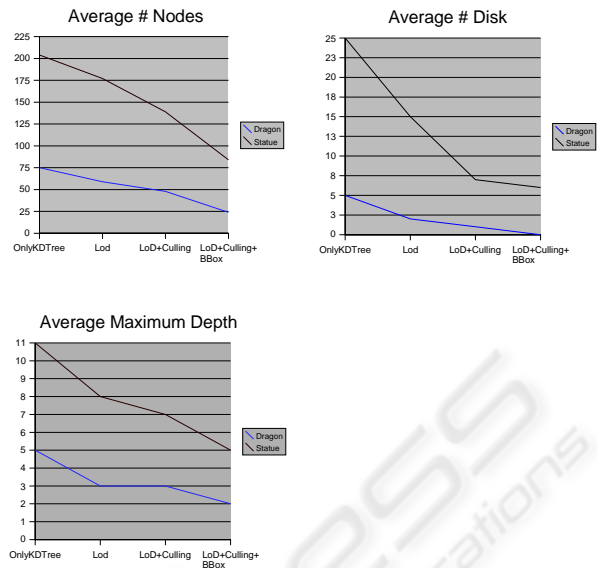 Average # Nodes
225
200
175
150
125
100
75
50
25
0
OnlyKDTree
Lod
LoD+Culling
LoD+Culling+
BBox
Dragon
Statue
Average # Disk
25
23
20
18
15
13
10
8
5
3
0
OnlyKDTree
Lod
LoD+Culling
LoD+Culling+
BBox
Dragon
Statue
Average Maximum Depth
11
10
9
8
7
6
5
4
3
2
1
0
OnlyKDTree
Lod
LoD+Culling
LoD+Culling+
BBox
Dragon
Statue